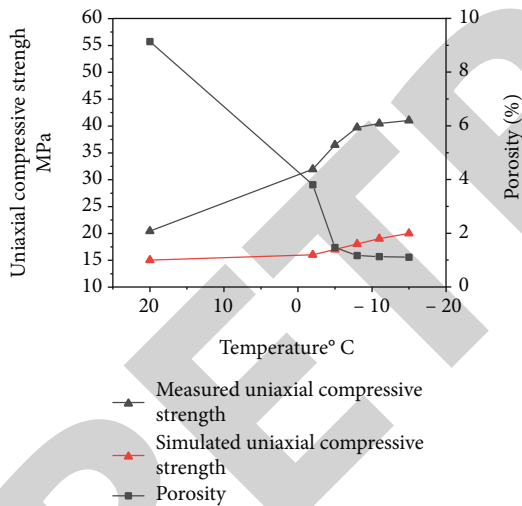 Uniaxial compressive strengh
MPa
60
55
50
45
40
35
30
25
20
15
10
10
8
6
4
2
0
Porosity (%)
20
10
0
– 10
– 20
Temperature° C
Measured uniaxial compressive
strength
Simulated uniaxial compressive
strength
Porosity